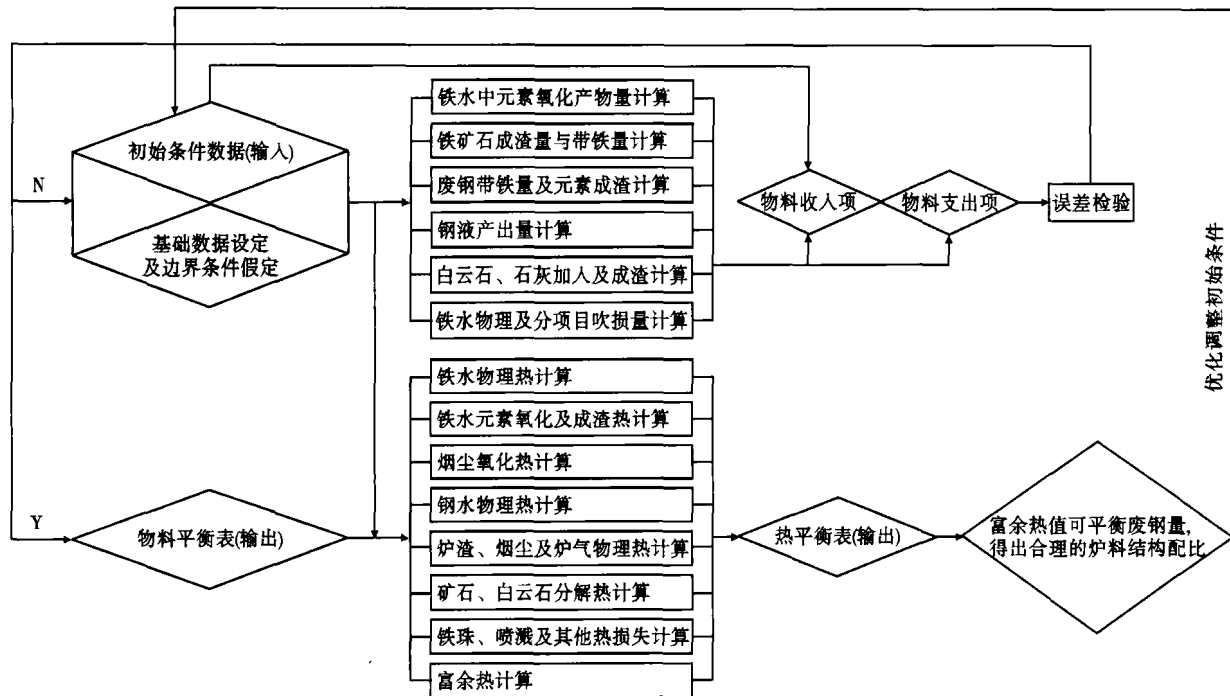 铁水中元素氧化产物量计算
铁矿石成渣量与带铁量计算
废钢带铁量及元素成渣计算
钢液产出量计算
白云石、石灰加入及成渣计算
铁水物理及分项目吹损量计算
初始条件数据(输入)
基础数据设定
及边界条件假定
N
物料收入项
物料支出项
误差检验
优化调整初始条件
铁水物理热计算
铁水元素氧化及成渣热计算
烟尘氧化热计算
钢水物理热计算
炉渣、烟尘及炉气物理热计算
矿石、白云石分解热计算
铁珠、喷溅及其他热损失计算
富余热计算
Y
物料平衡表(输出)
热平衡表(输出)
富余热值可平衡废钢量,
得出合理的炉料结构配比